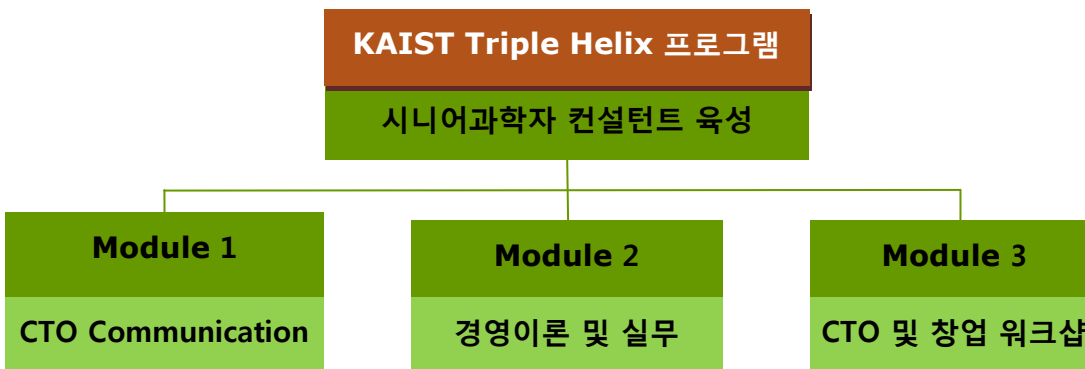 KAIST Triple Helix 프로그램
시니어과학자 컨설턴트 육성
Module 1
Module 2
Module 3
CTO Communication
경영이론 및 실무
CTO 및 창업 워크샵